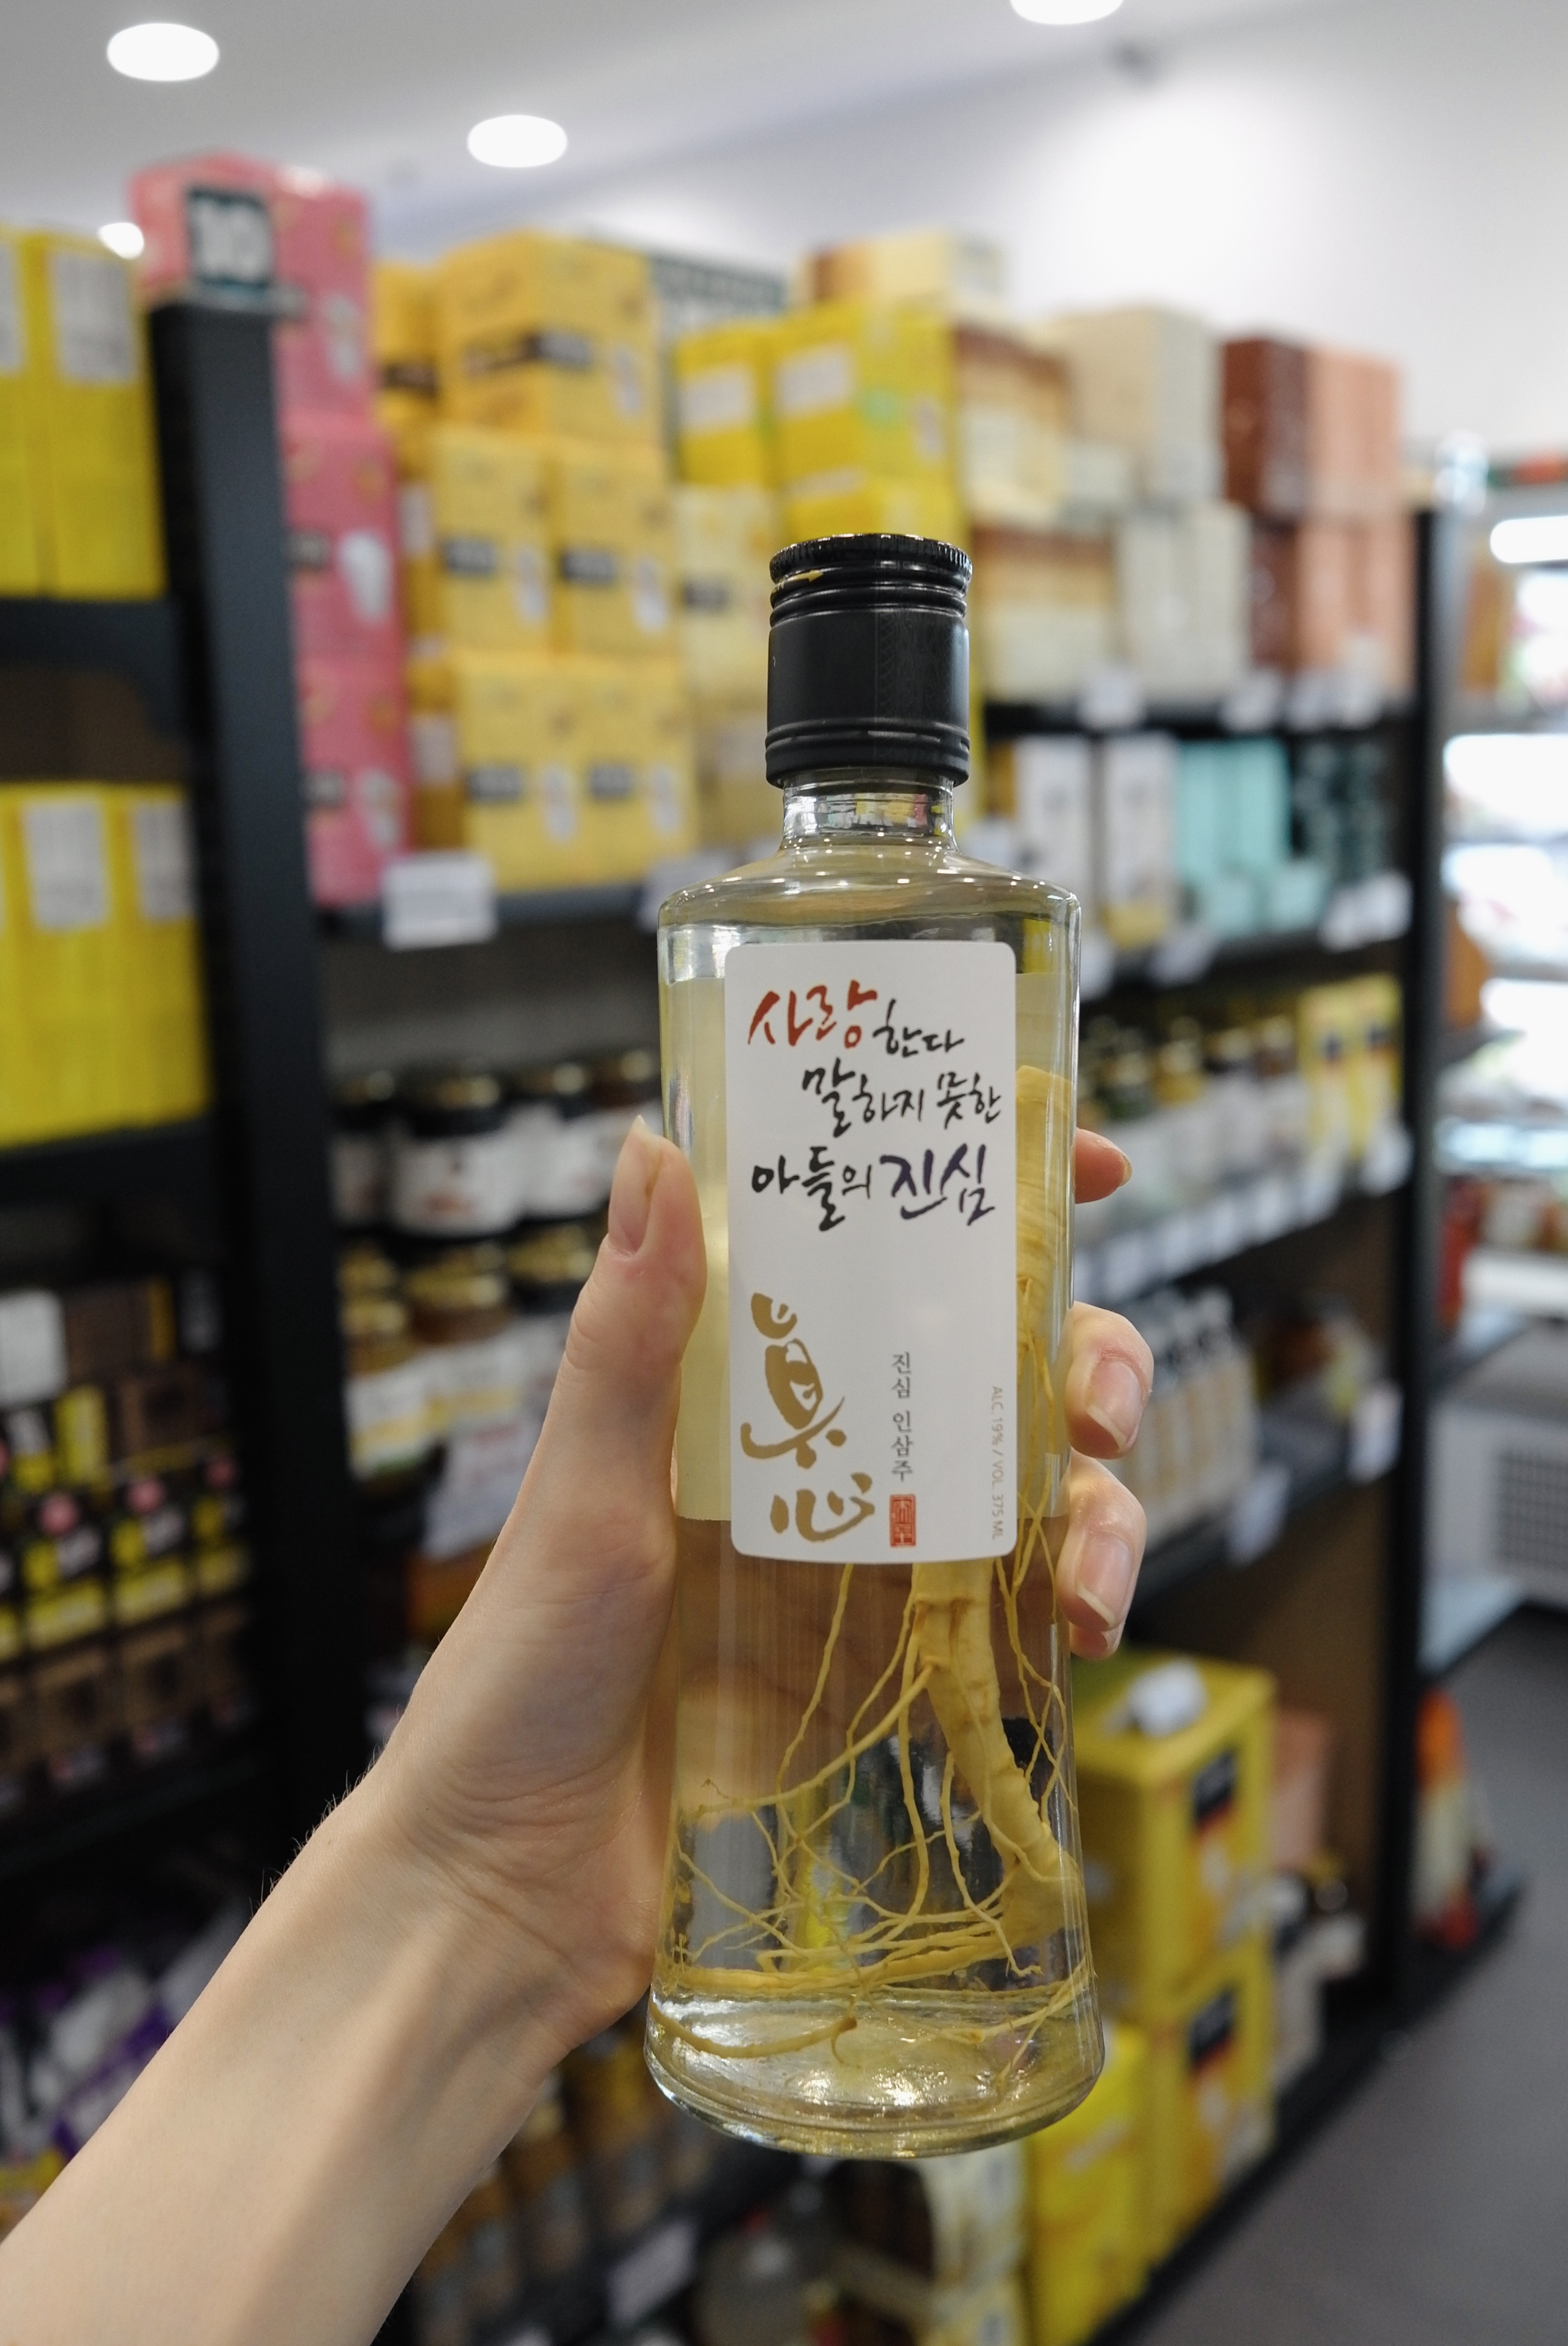 사랑한다
말하지 못한
아들의 진심
眞心
진심 인삼주
ALC. 19% / VOL. 375 ML